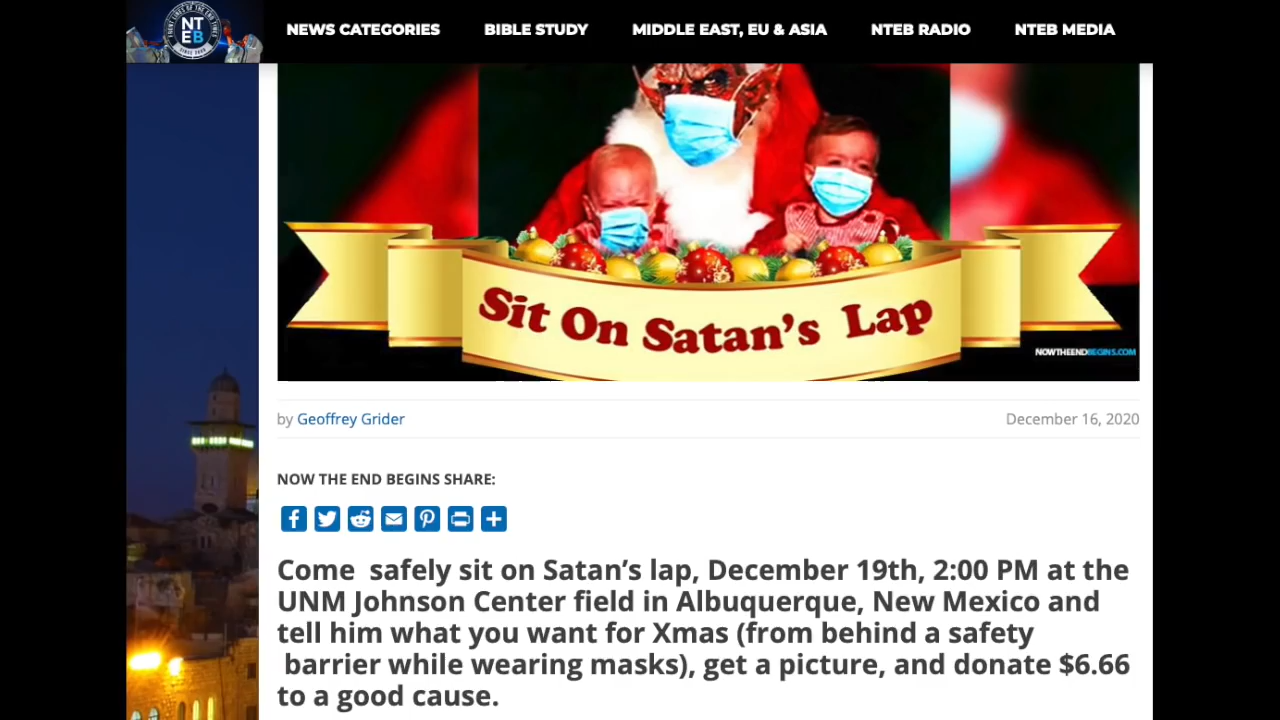 NT
EB
NEWS CATEGORIES BIBLE STUDY MIDDLE EAST, EU & ASIA NTEB RADIO NTEB MEDIA
Sit On Satan's Lap
NOWTHEENDBEGINS.COM
by Geoffrey Grider December 16, 2020
NOW THE END BEGINS SHARE:
Come safely sit on Satan’s lap, December 19th, 2:00 PM at the
UNM Johnson Center field in Albuquerque, New Mexico and
tell him what you want for Xmas (from behind a safety
barrier while wearing masks), get a picture, and donate $6.66
to a good cause.